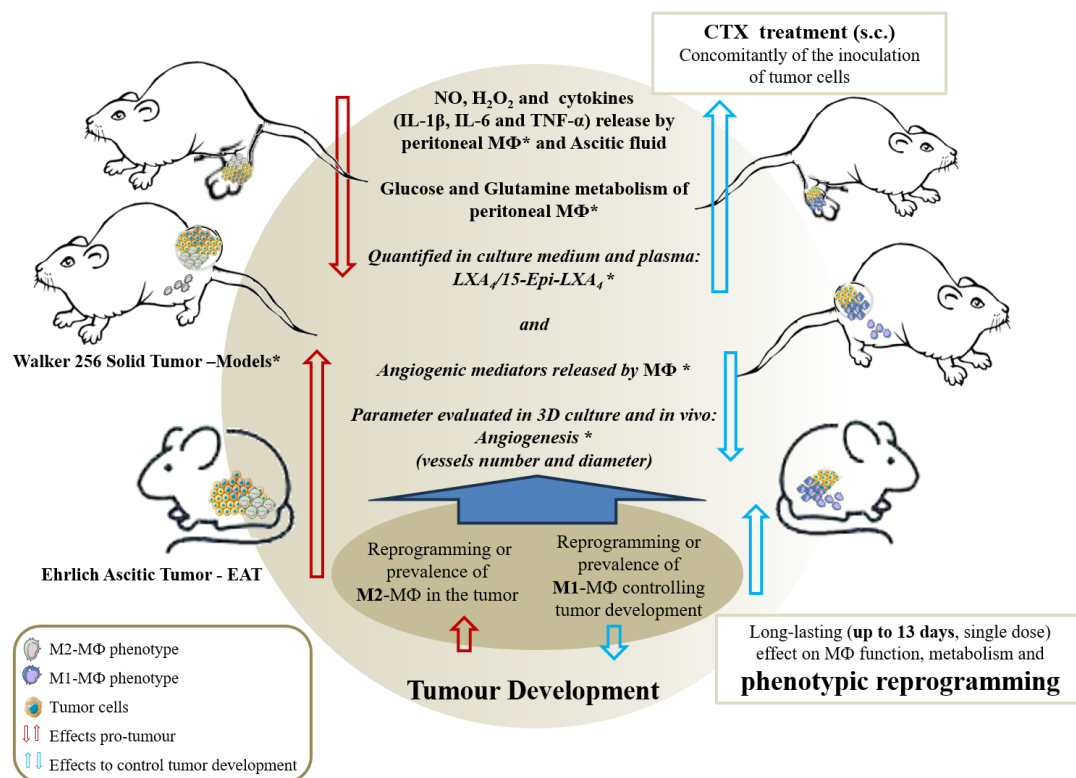 CTX treatment (s.c.)
Concomitantly of the inoculation
of tumor cells
NO, H₂O₂ and cytokines
(IL-1β, IL-6 and TNF-α) release by
peritoneal MΦ* and Ascitic fluid
Glucose and Glutamine metabolism of
peritoneal MΦ*
Quantified in culture medium and plasma:
LXA₄/15-Epi-LXA₄*
and
Angiogenic mediators released by MΦ *
Parameter evaluated in 3D culture and in vivo:
Angiogenesis *
(vessels number and diameter)
Walker 256 Solid Tumor –Models*
Ehrlich Ascitic Tumor - EAT
Reprogramming or
prevalence of
M2-MΦ in the tumor
Reprogramming or
prevalence of
M1-MΦ controlling
tumor development
Tumour Development
Long-lasting (up to 13 days, single dose)
effect on MΦ function, metabolism and
phenotypic reprogramming
M2-MΦ phenotype
M1-MΦ phenotype
Tumor cells
Effects pro-tumour
Effects to control tumor development